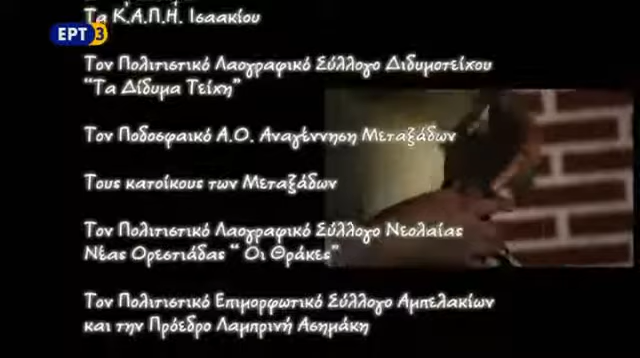 Τα Κ.Α.Π.Η. Ισαακίου
ΕΡΤ3
Τον Πολιτιστικό Λαογραφικό Σύλλογο Διδυμοτείχου
“Τα Δίδυμα Τείχη”
Τον Ποδοσφαικό Α.Ο. Αναγέννηση Μεταξάδων
Τους κατοίκους των Μεταξάδων
Τον Πολιτιστικό Λαογραφικό Σύλλογο Νεολαίας
Νέας Ορεστιάδας “ Οι Θράκες”
Τον Πολιτιστικό Επιμορφωτικό Σύλλογο Αμπελακίων
και την Πρόεδρο Λαμπρινή Ασημάκη